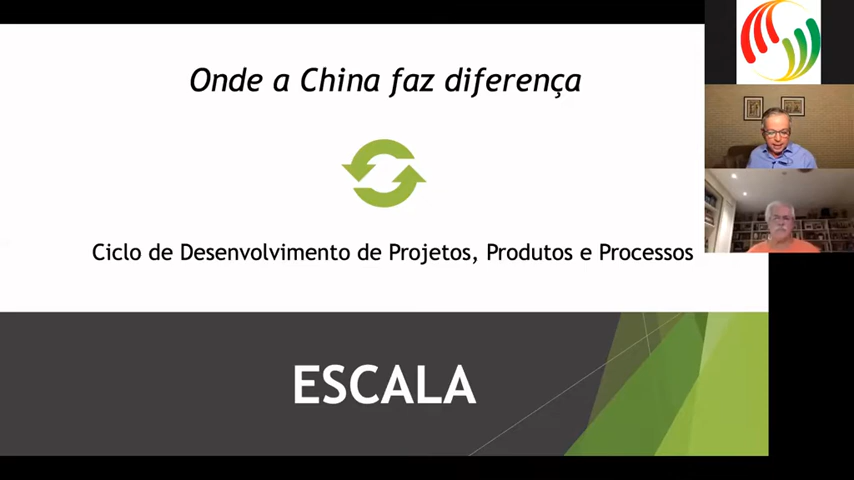 Onde a China faz diferença
Ciclo de Desenvolvimento de Projetos, Produtos e Processos
ESCALA